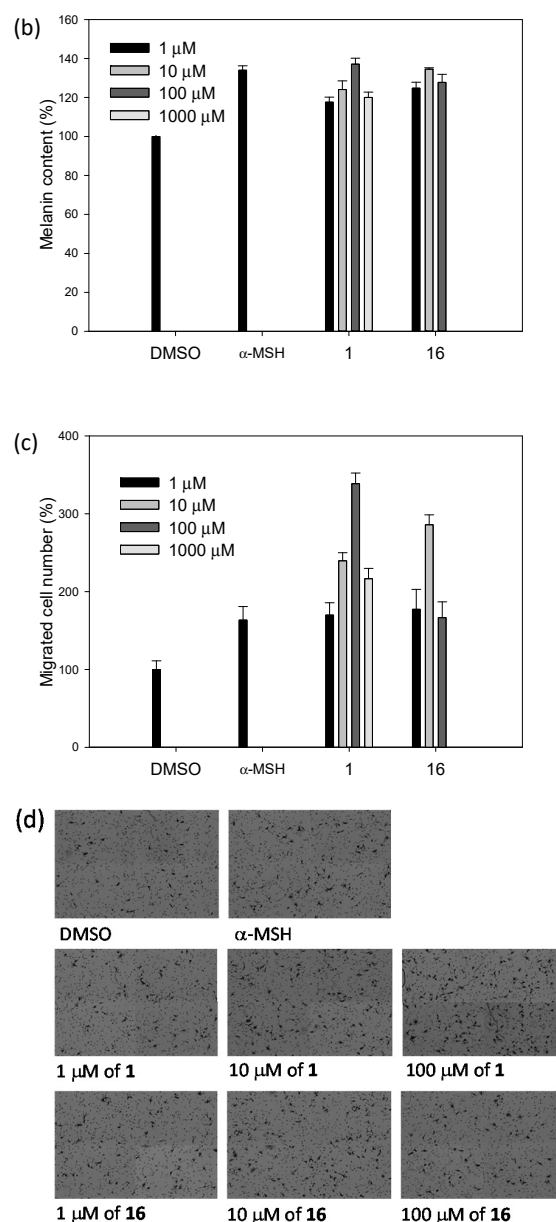 (b)
160
140
120
100
80
60
40
20
0
Melanin content (%)
1 μM
10 μM
100 μM
1000 μM
DMSO α-MSH 1 16
(c)
400
300
200
100
0
Migrated cell number (%)
1 μM
10 μM
100 μM
1000 μM
DMSO α-MSH 1 16
(d)
DMSO α-MSH
1 μM of 1 10 μM of 1 100 μM of 1
1 μM of 16 10 μM of 16 100 μM of 16